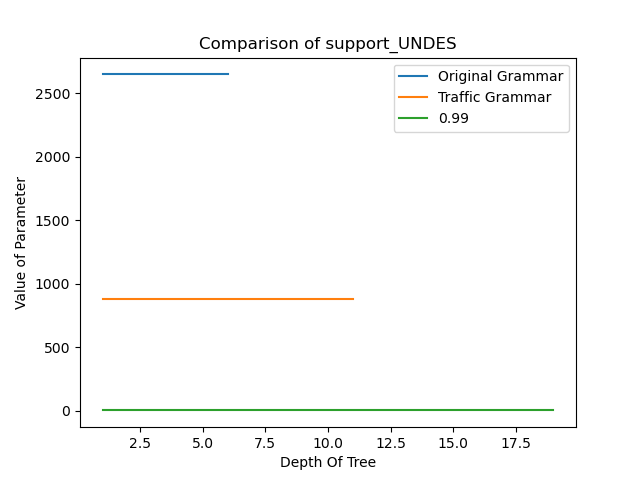 Comparison of support_UNDES
Original Grammar
Traffic Grammar
0.99
Value of Parameter
2500
2000
1500
1000
500
0
2.5 5.0 7.5 10.0 12.5 15.0 17.5
Depth Of Tree